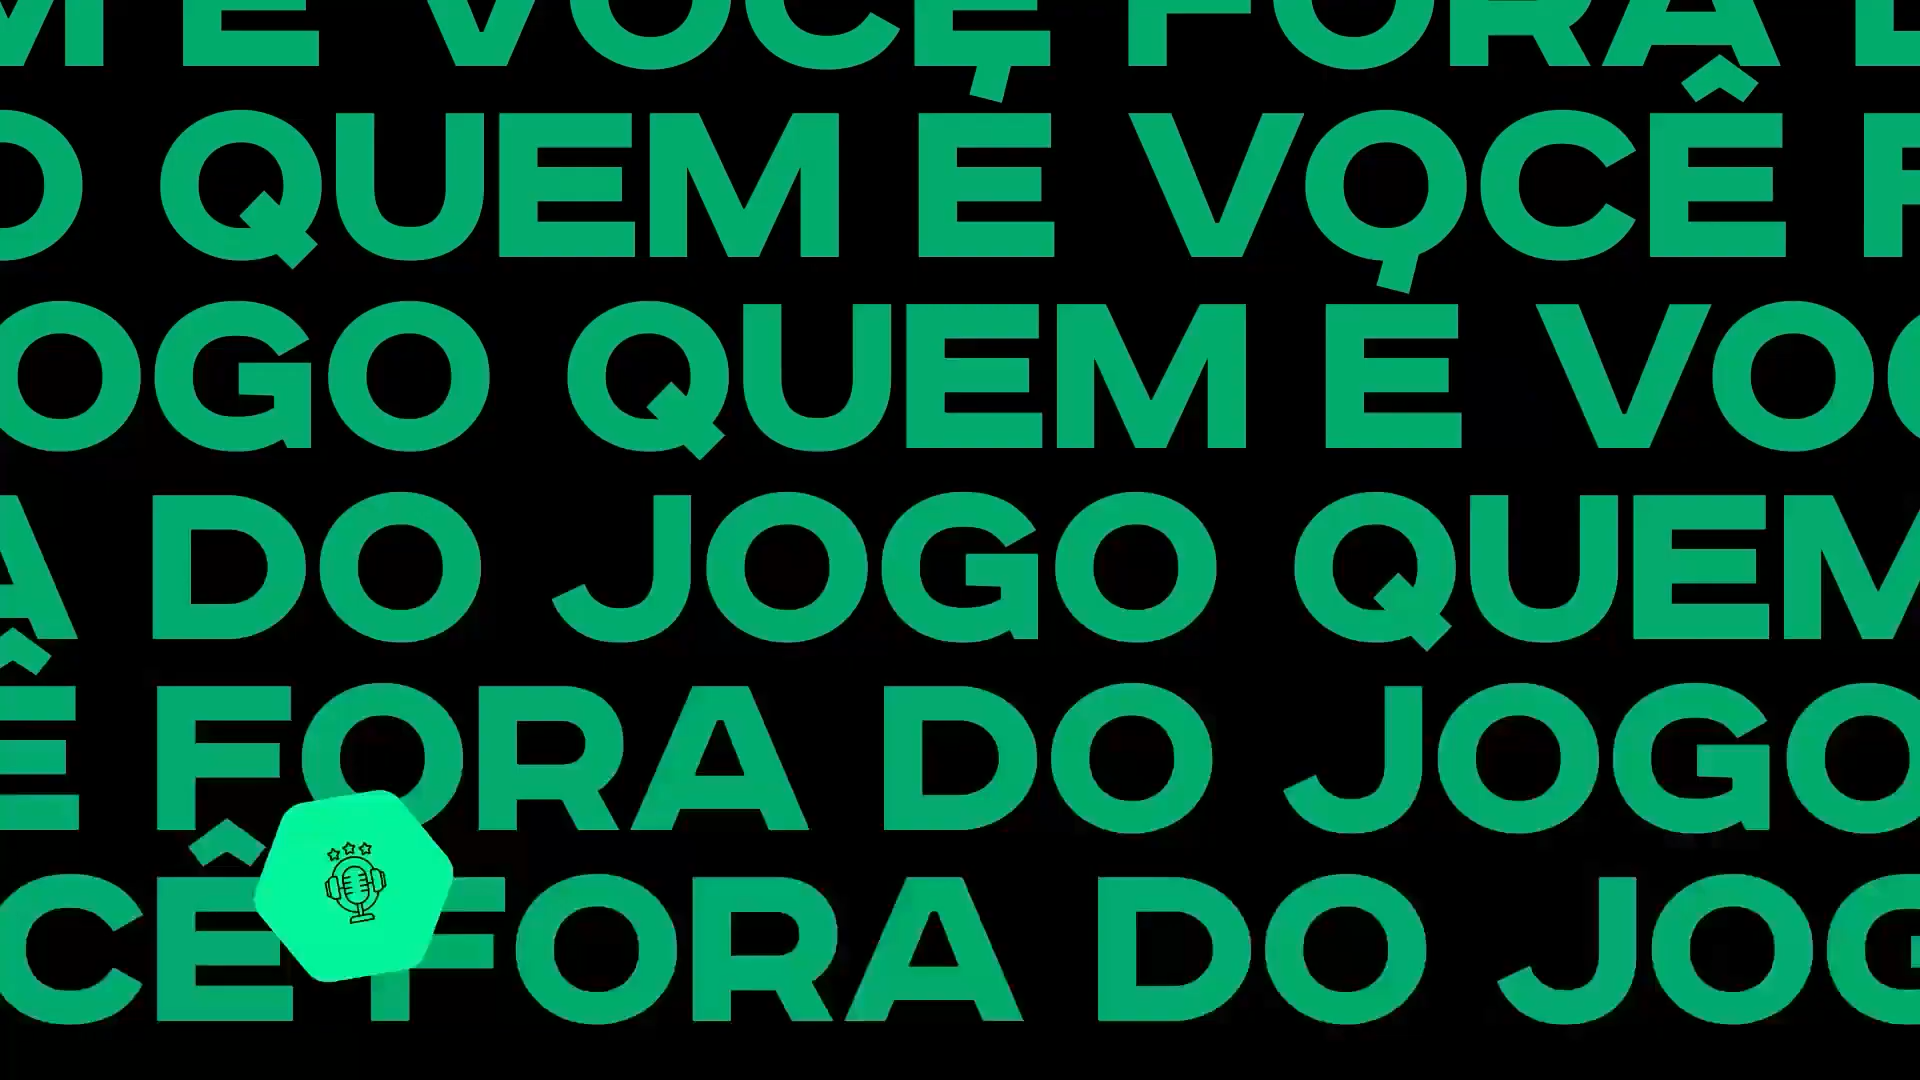 M É VOCÊ FORA D
O QUEM É VOCÊ F
OGO QUEM É VOC
A DO JOGO QUEM
Ê FORA DO JOGO
CÊ FORA DO JOG